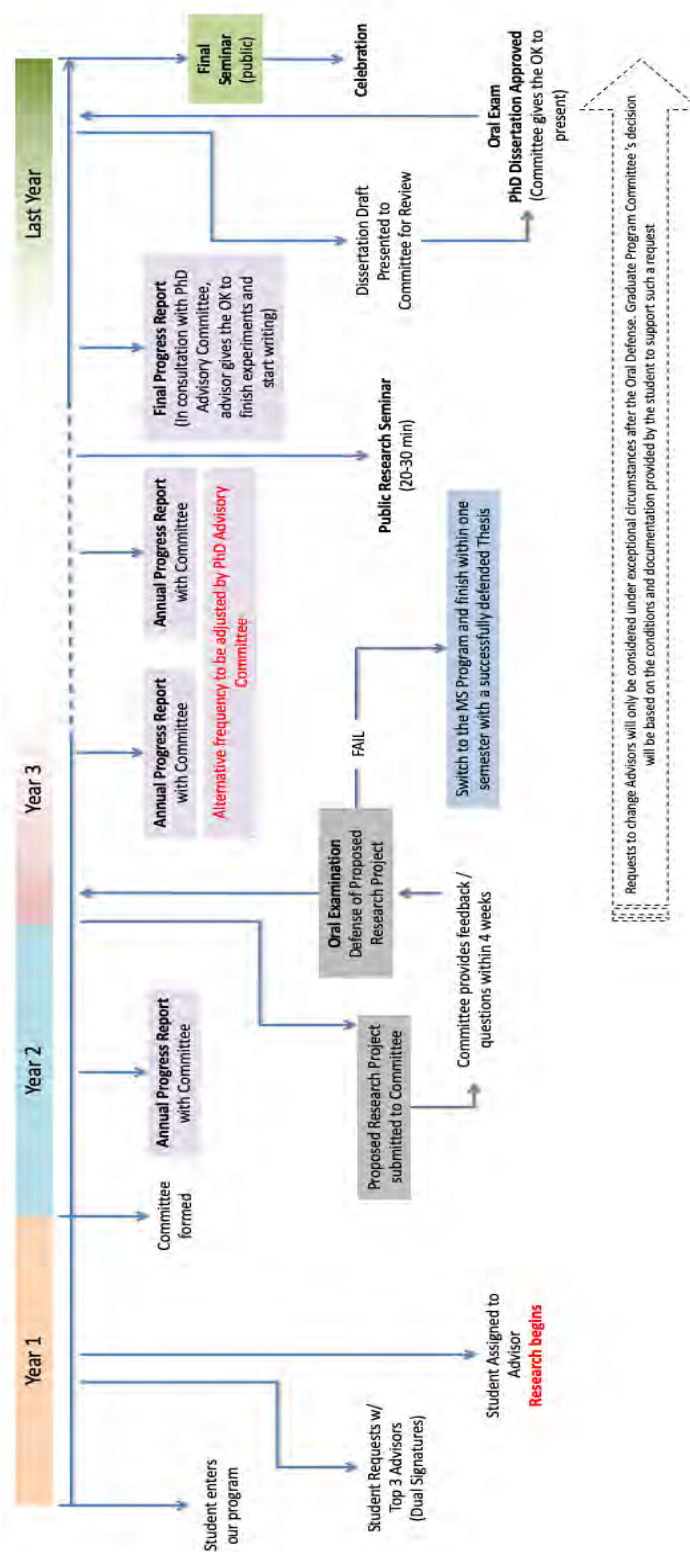 Year 1
Year 2
Year 3
Last Year
Student enters
our program
Student Requests w/
Top 3 Advisors
(Dual Signatures)
Student Assigned to
Advisor
Research begins
Committee
formed
Annual Progress Report
with Committee
Proposed Research Project
submitted to Committee
Committee provides feedback /
questions within 4 weeks
Oral Examination
Defense of Proposed
Research Project
FAIL
Switch to the MS Program and finish within one
semester with a successfully defended Thesis
Annual Progress Report
with Committee
Annual Progress Report
with Committee
Alternative frequency to be adjusted by PhD Advisory
Committee
Public Research Seminar
(20-30 min)
Final Progress Report
(In consultation with PhD
Advisory Committee,
advisor gives the OK to
finish experiments and
start writing)
Dissertation Draft
Presented to
Committee for Review
Oral Exam
PhD Dissertation Approved
(Committee gives the OK to
present)
Final
Seminar
(public)
Celebration
Requests to change Advisors will only be considered under exceptional circumstances after the Oral Defense. Graduate Program Committee's decision
will be based on the conditions and documentation provided by the student to support such a request